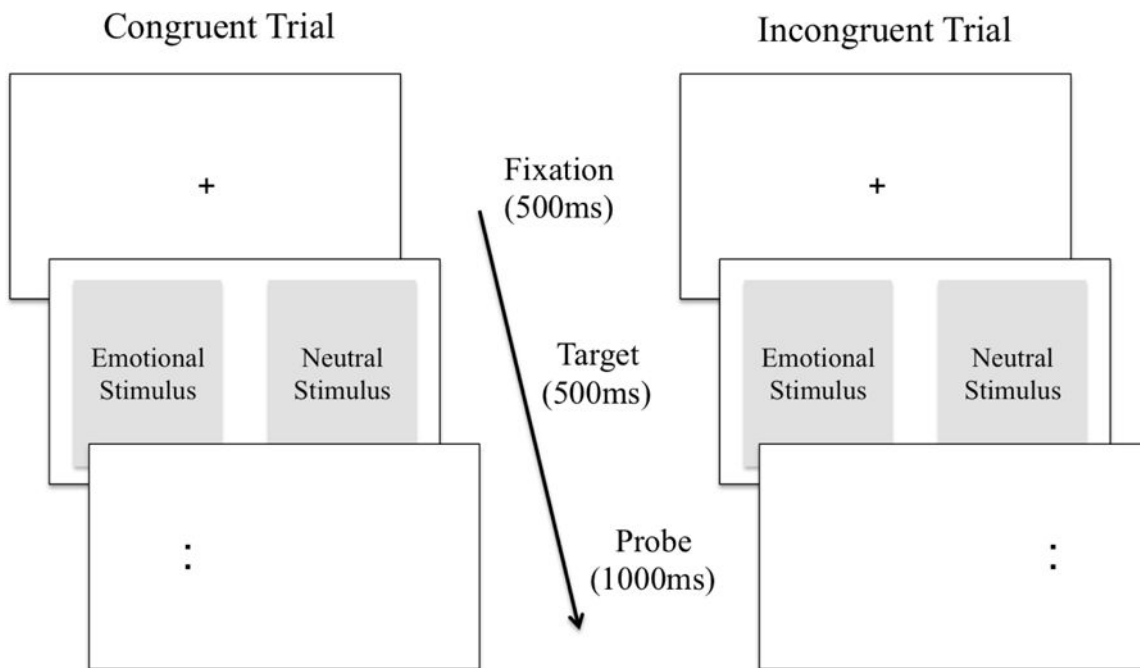 Congruent Trial
Incongruent Trial
+
Fixation
(500ms)
+
Emotional
Stimulus
Neutral
Stimulus
Target
(500ms)
Emotional
Stimulus
Neutral
Stimulus
:
Probe
(1000ms)
: